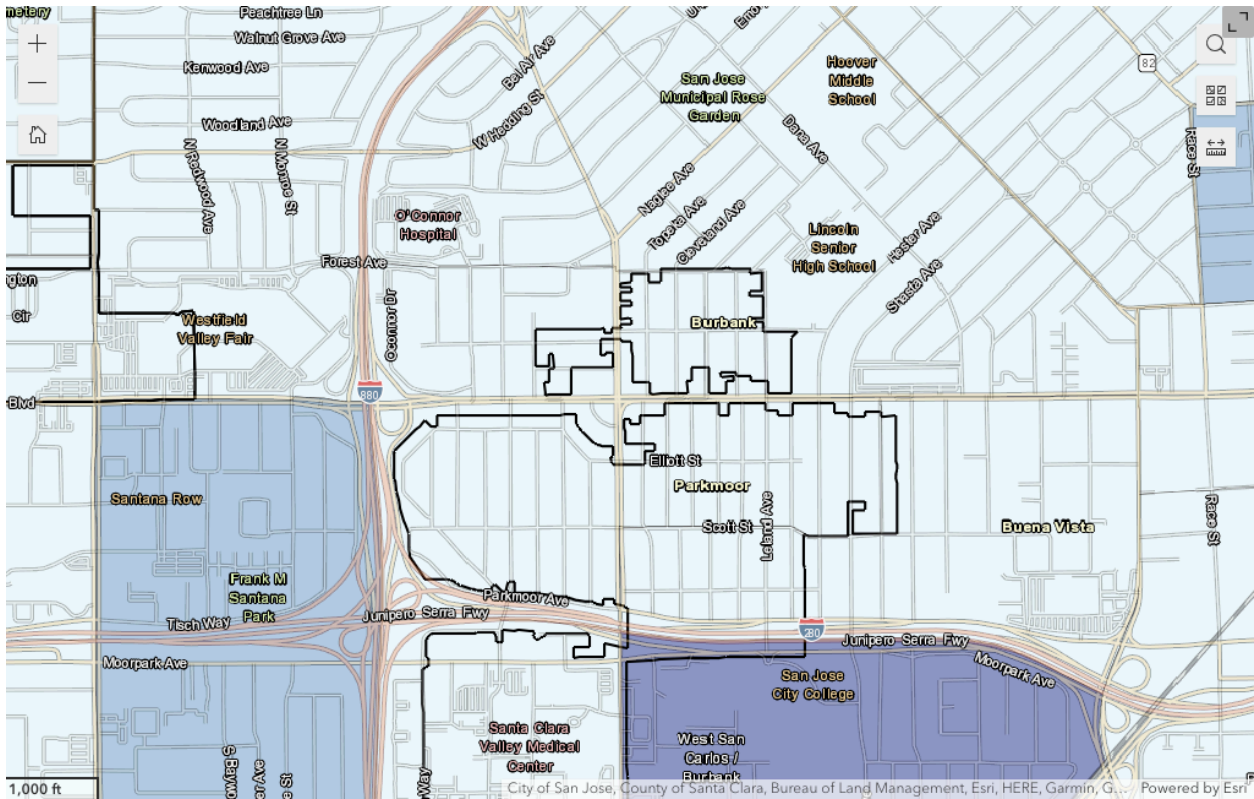 metery
Peachtree Ln
Walnut Grove Ave
Kenwood Ave
Bel Air Ave
San Jose
Municipal Rose
Garden
Hoover
Middle
School
82
Woodland Ave
W Hedding St
Dana Ave
Race St
N Redwood Ave
N Monroe St
Naglee Ave
O'Connor
Hospital
Topeka Ave
Cleveland Ave
Lincoln
Senior
High School
Hester Ave
Forest Ave
Shasta Ave
ngton
Cir
Oconnor Dr
Westfield
Valley Fair
Burbank
880
Blvd
Elliott St
Parkmoor
Santana Row
Leland Ave
Scott St
Buena Vista
Race St
Frank M
Santana
Park
Parkmoor Ave
Tisch Way
Junipero Serra Fwy
280
Junipero Serra Fwy
Moorpark Ave
Moorpark Ave
San Jose
City College
Santa Clara
Valley Medical
Center
West San
Carlos /
Burbank
S Baywo
ave Ave
St
Way
1,000 ft
City of San Jose, County of Santa Clara, Bureau of Land Management, Esri, HERE, Garmin, G...
Powered by Esri